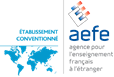 ÉTABLISSEMENT
CONVENTIONNÉ
aefe
agence pour
l'enseignement
français
à l'étranger